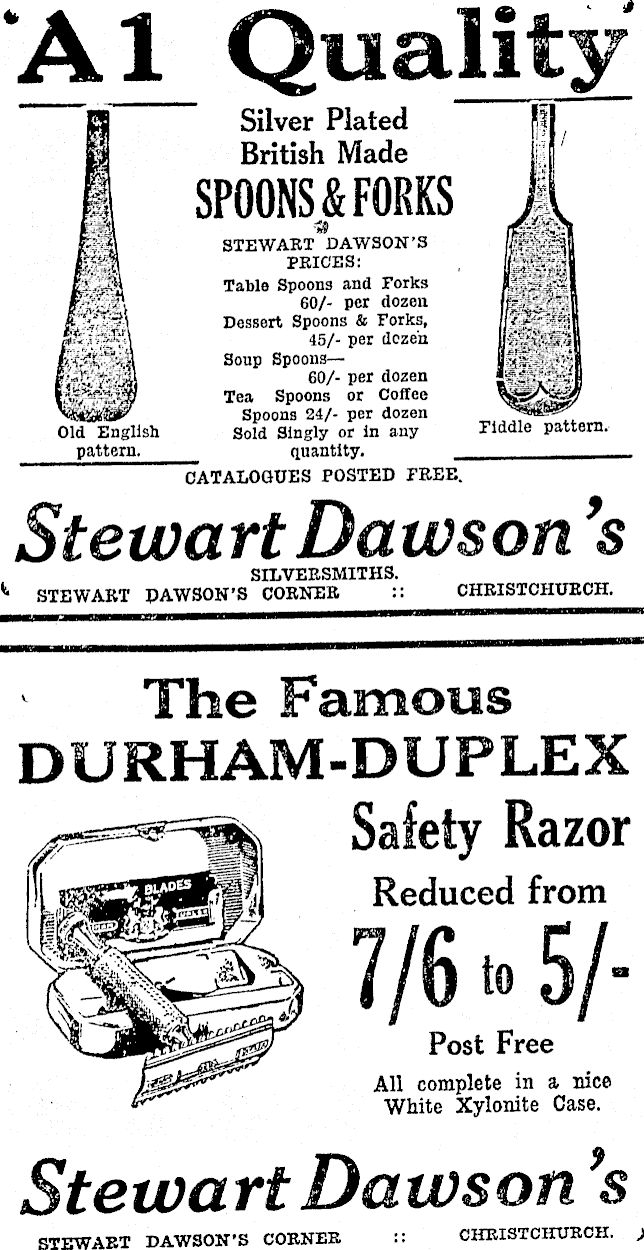 'A1 Quality'
Silver Plated
British Made
SPOONS & FORKS
STEWART DAWSON'S
PRICES:
Table Spoons and Forks
60/- per dozen
Dessert Spoons & Forks,
45/- per dozen
Soup Spoons—
60/- per dozen
Tea Spoons or Coffee
Spoons 24/- per dozen
Sold Singly or in any
quantity.
Old English
pattern.
Fiddle pattern.
CATALOGUES POSTED FREE.
Stewart Dawson's
SILVERSMITHS.
STEWART DAWSON'S CORNER :: CHRISTCHURCH.
The Famous
DURHAM-DUPLEX
Safety Razor
Reduced from
7/6 to 5/-
Post Free
All complete in a nice
White Xylonite Case.
BLADES
Stewart Dawson's
STEWART DAWSON'S CORNER :: CHRISTCHURCH.